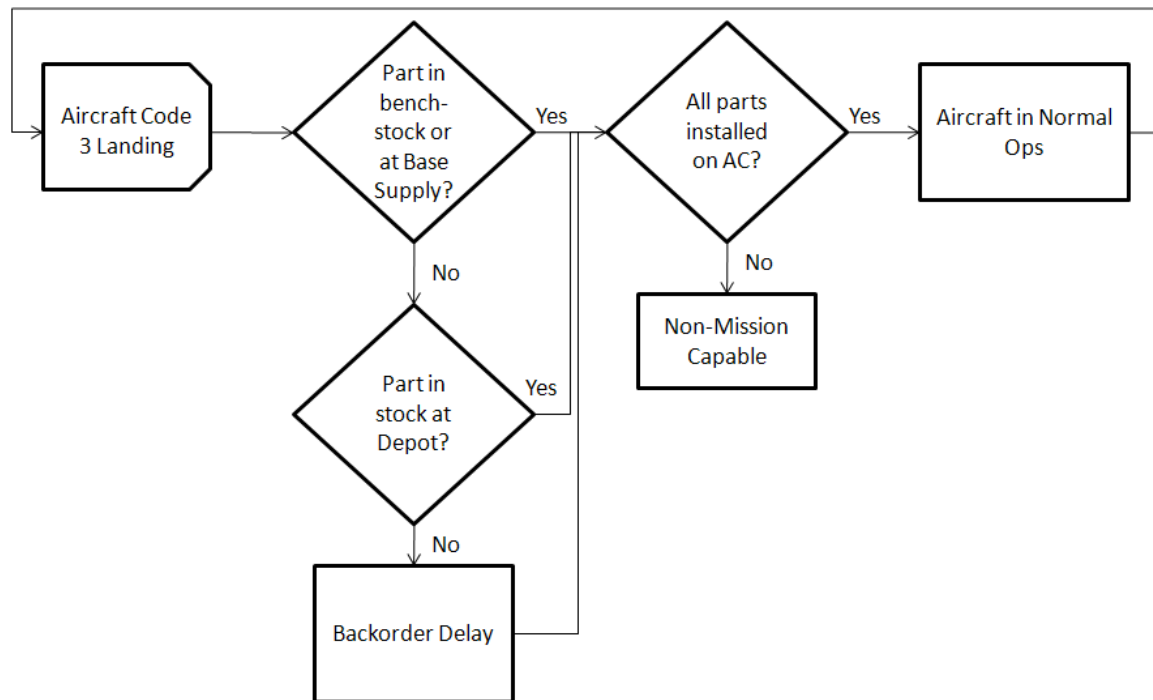 Aircraft Code
3 Landing
Part in
bench-
stock or
at Base
Supply?
Yes
All parts
installed
on AC?
Yes
Aircraft in Normal
Ops
No
No
Non-Mission
Capable
Part in
stock at
Depot?
Yes
No
Backorder Delay